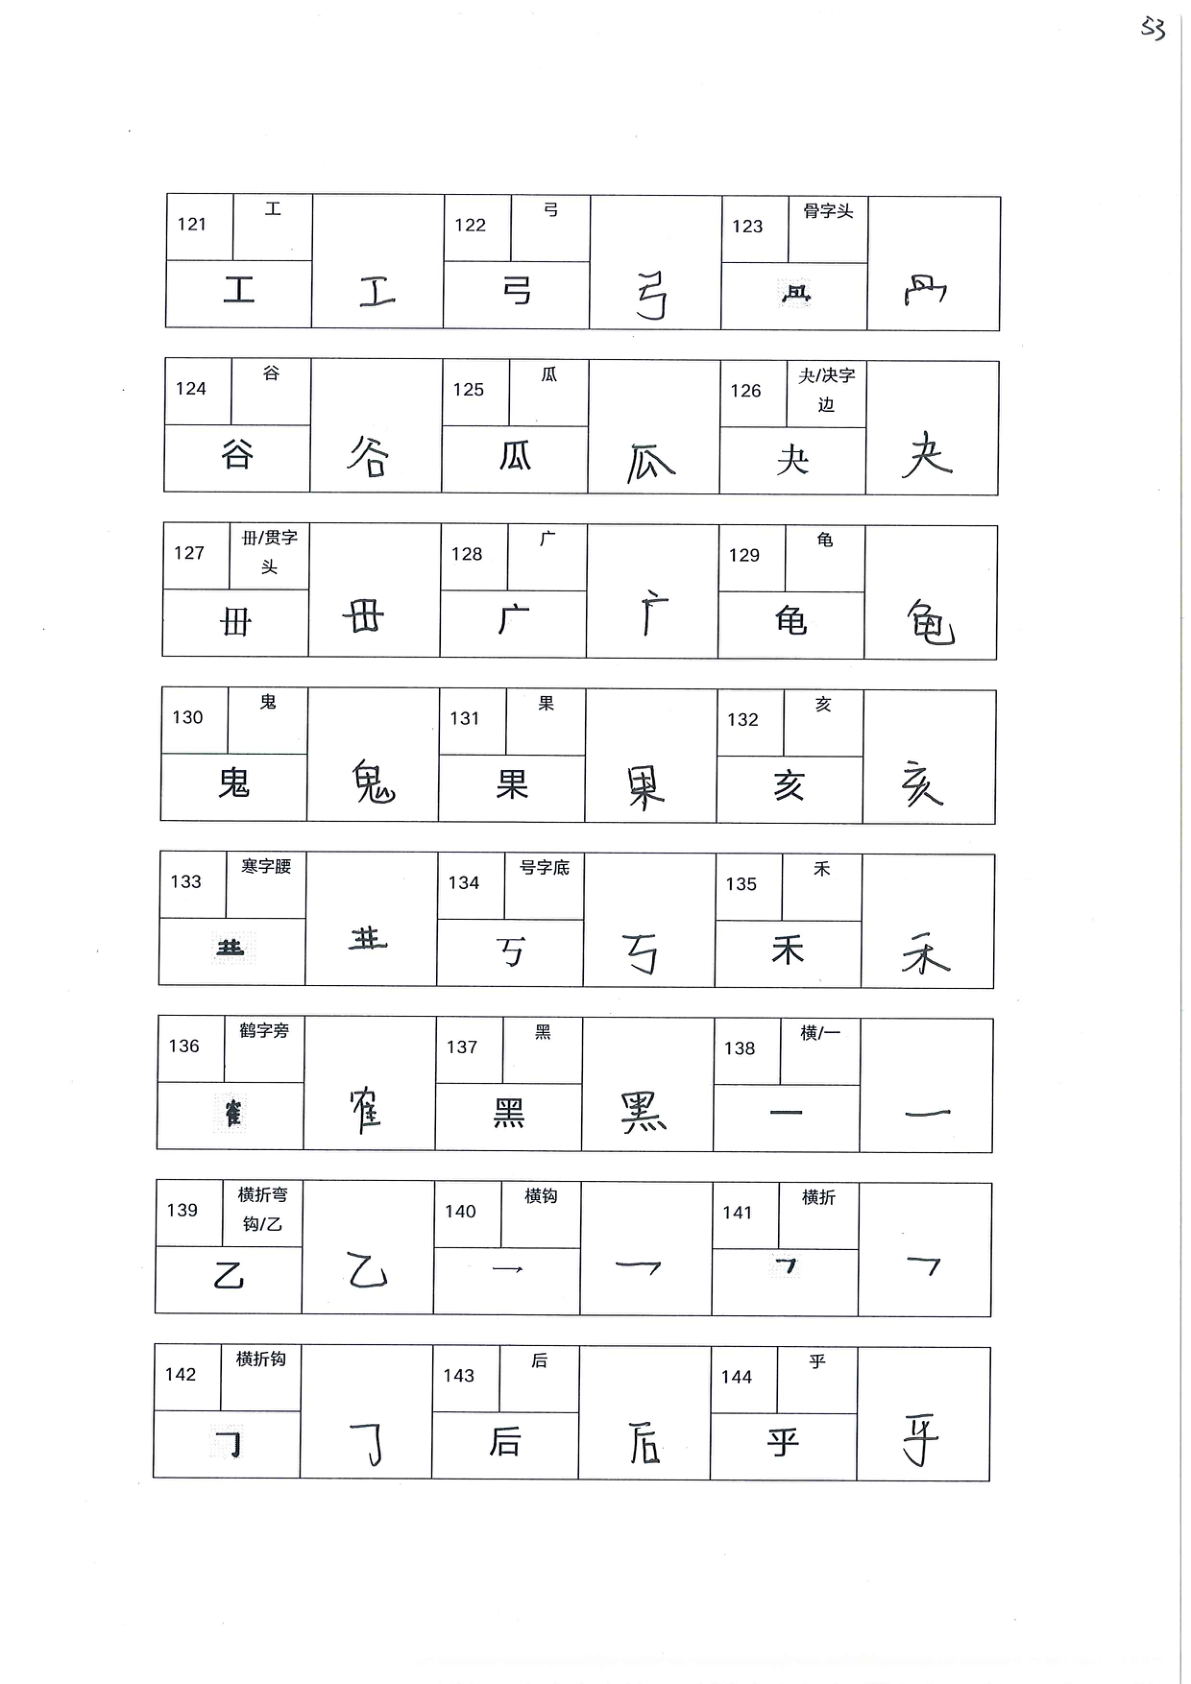 53
121 工 122 弓 123 骨字头
工 工 弓 弓
124 谷 125 瓜 126 夬/决字边
谷 谷 瓜 瓜 夬 夬
127 毌/贯字头 128 广 129 龟
毌 毌 广 广 龟 龟
130 鬼 131 果 132 亥
鬼 鬼 果 果 亥 亥
133 寒字腰 134 号字底 135 禾
丂 丂 禾 禾
136 鹤字旁 137 黑 138 横/一
隺 隺 黑 黑 一 一
139 横折弯钩/乙 140 横钩 141 横折
乙 乙 乛 乛 𠃍 𠃍
142 横折钩 143 后 144 乎
𠃌 𠃌 后 后 乎 乎